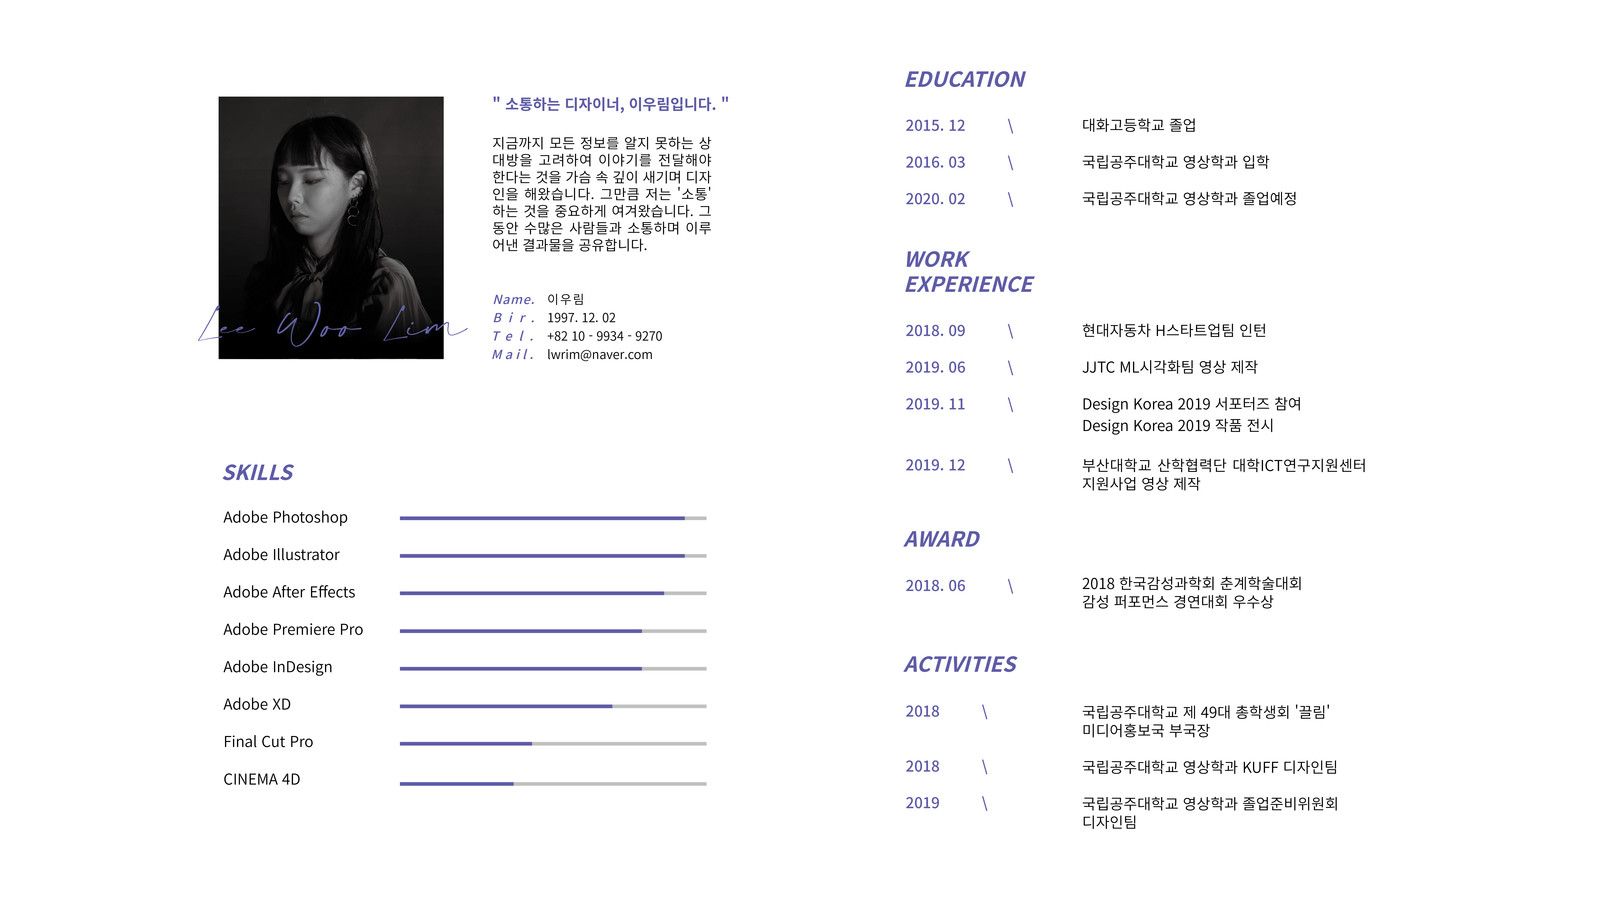 " 소통하는 디자이너, 이우림입니다. "
지금까지 모든 정보를 알지 못하는 상
대방을 고려하여 이야기를 전달해야
한다는 것을 가슴 속 깊이 새기며 디자
인을 해왔습니다. 그만큼 저는 '소통'
하는 것을 중요하게 여겨왔습니다. 그
동안 수많은 사람들과 소통하며 이루
어낸 결과물을 공유합니다.
Lee Woo Lim
Name. 이우림
Bir. 1997. 12. 02
Tel. +82 10 - 9934 - 9270
Mail. lwrim@naver.com
SKILLS
Adobe Photoshop
Adobe Illustrator
Adobe After Effects
Adobe Premiere Pro
Adobe InDesign
Adobe XD
Final Cut Pro
CINEMA 4D
EDUCATION
2015. 12 \ 대화고등학교 졸업
2016. 03 \ 국립공주대학교 영상학과 입학
2020. 02 \ 국립공주대학교 영상학과 졸업예정
WORK
EXPERIENCE
2018. 09 \ 현대자동차 H스타트업팀 인턴
2019. 06 \ JJTC ML시각화팀 영상 제작
2019. 11 \ Design Korea 2019 서포터즈 참여
Design Korea 2019 작품 전시
2019. 12 \ 부산대학교 산학협력단 대학ICT연구지원센터
지원사업 영상 제작
AWARD
2018. 06 \ 2018 한국감성과학회 춘계학술대회
감성 퍼포먼스 경연대회 우수상
ACTIVITIES
2018 \ 국립공주대학교 제 49대 총학생회 '끌림'
미디어홍보국 부국장
2018 \ 국립공주대학교 영상학과 KUFF 디자인팀
2019 \ 국립공주대학교 영상학과 졸업준비위원회
디자인팀